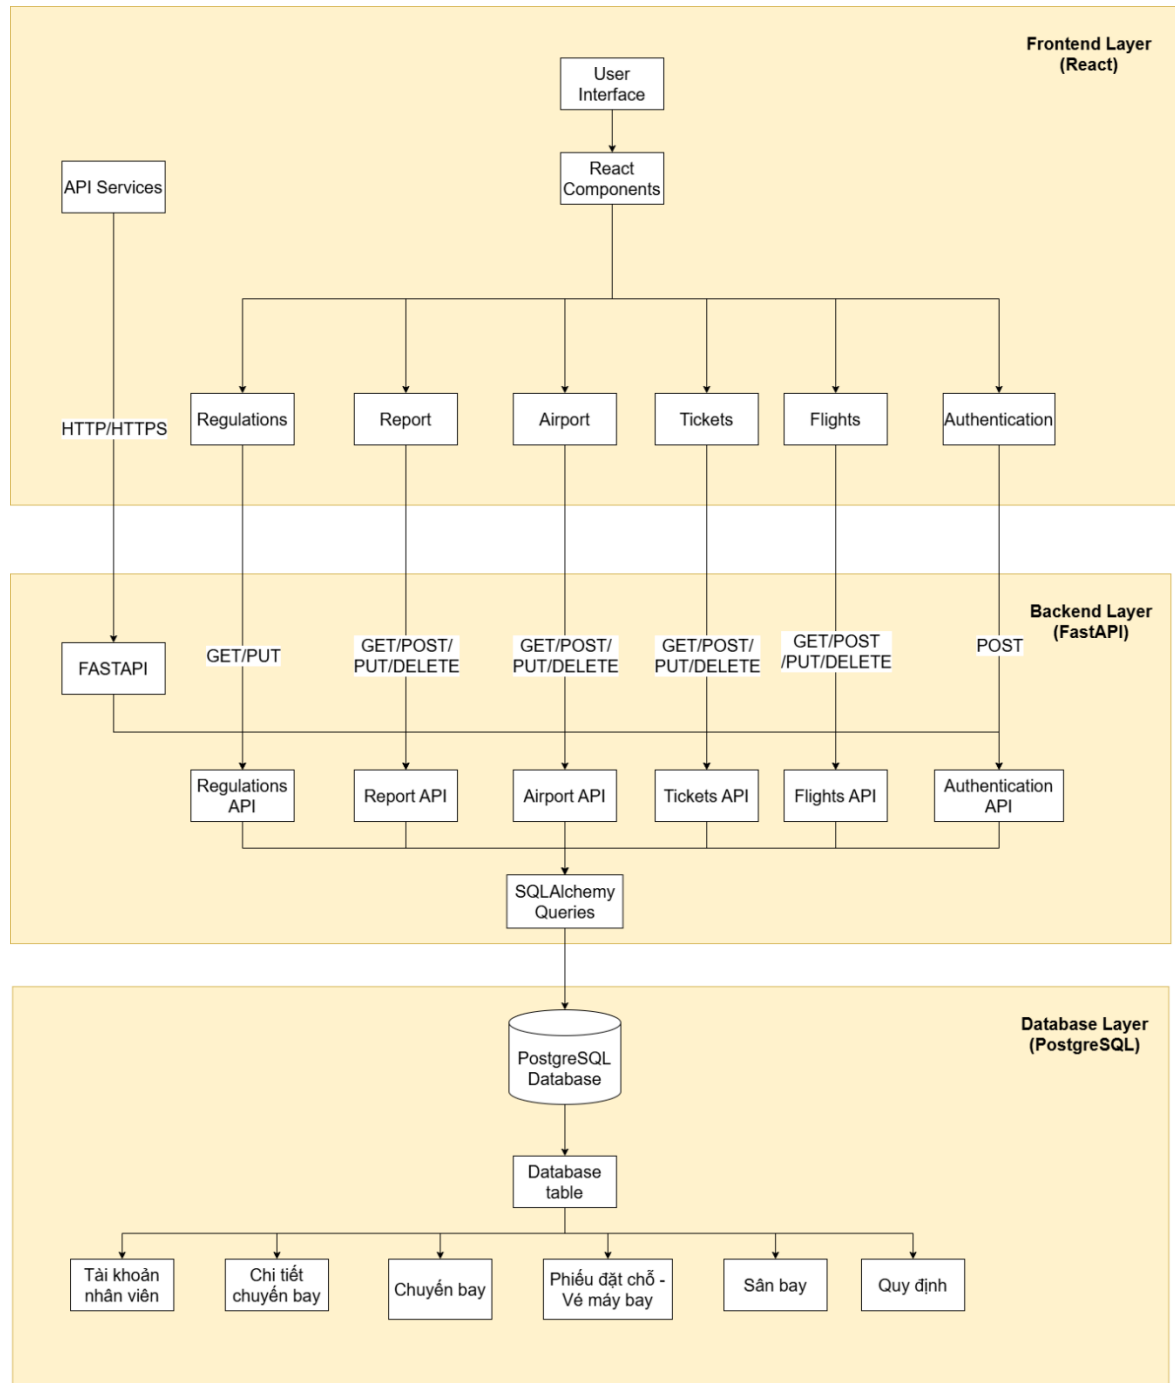 Frontend Layer
(React)
User
Interface
React
Components
API Services
HTTP/HTTPS
Regulations
Report
Airport
Tickets
Flights
Authentication
Backend Layer
(FastAPI)
FASTAPI
GET/PUT
GET/POST/
PUT/DELETE
GET/POST/
PUT/DELETE
GET/POST/
PUT/DELETE
GET/POST
/PUT/DELETE
POST
Regulations
API
Report API
Airport API
Tickets API
Flights API
Authentication
API
SQLAlchemy
Queries
Database Layer
(PostgreSQL)
PostgreSQL
Database
Database
table
Tài khoản
nhân viên
Chi tiết
chuyến bay
Chuyến bay
Phiếu đặt chỗ -
Vé máy bay
Sân bay
Quy định